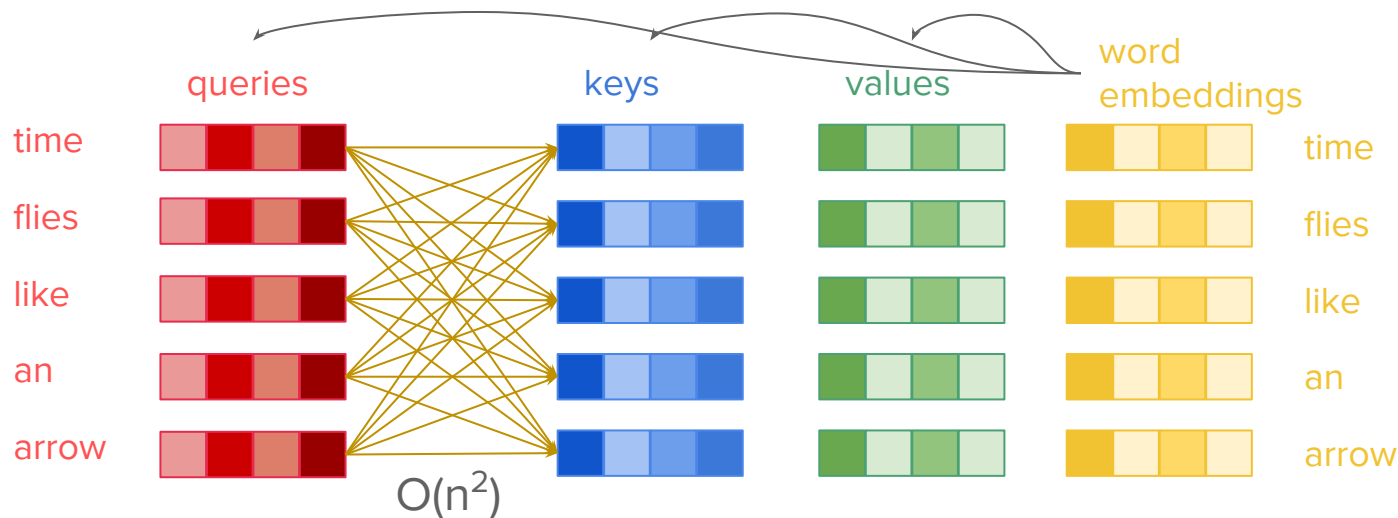 word
embeddings
queries
keys
values
time
time
flies
flies
like
like
an
an
arrow
arrow
O(n²)